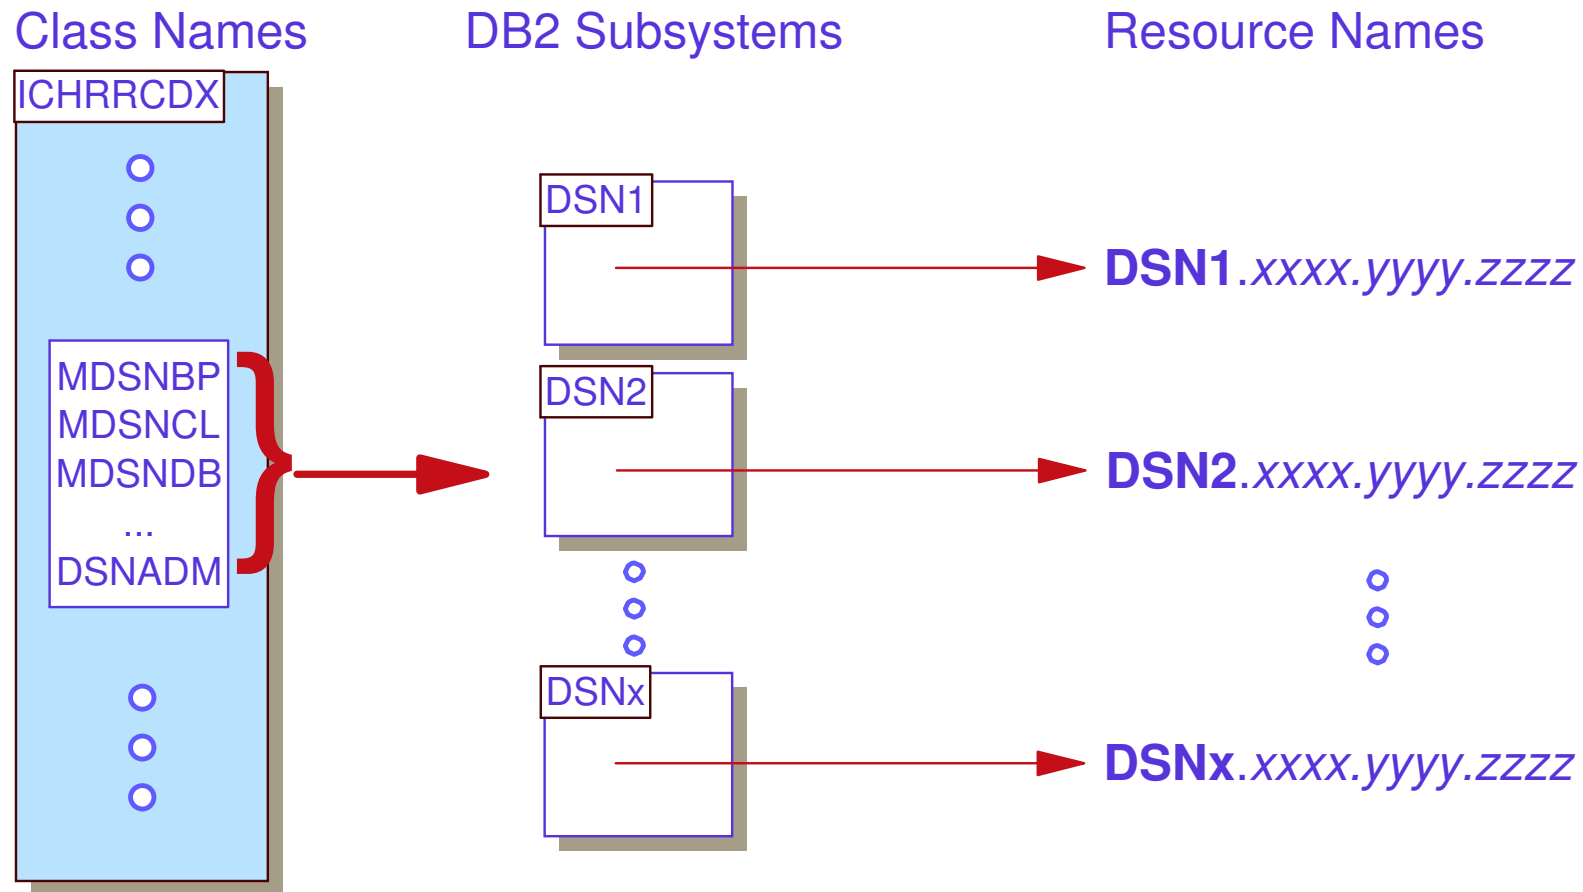 Class Names
DB2 Subsystems
Resource Names
ICHRRCDX
MDSNBP
MDSNCL
MDSNDB
...
DSNADM
DSN1
DSN1.xxxx.yyyy.zzzz
DSN2
DSN2.xxxx.yyyy.zzzz
DSNx
DSNx.xxxx.yyyy.zzzz